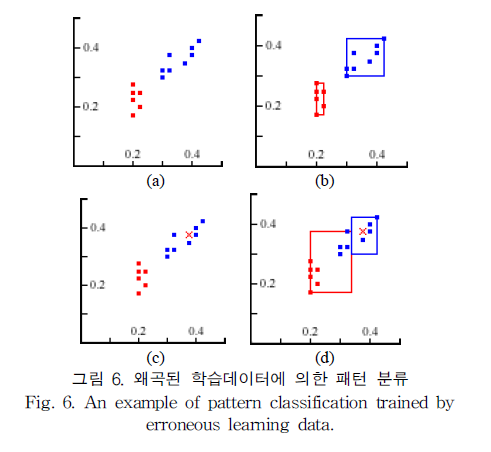 0.4
0.2
0.2
0.4
(a)
0.4
0.2
0.2
0.4
(b)
0.4
0.2
0.2
0.4
(c)
0.4
0.2
0.2
0.4
(d)
그림 6. 왜곡된 학습데이터에 의한 패턴 분류
Fig. 6. An example of pattern classification trained by
erroneous learning data.